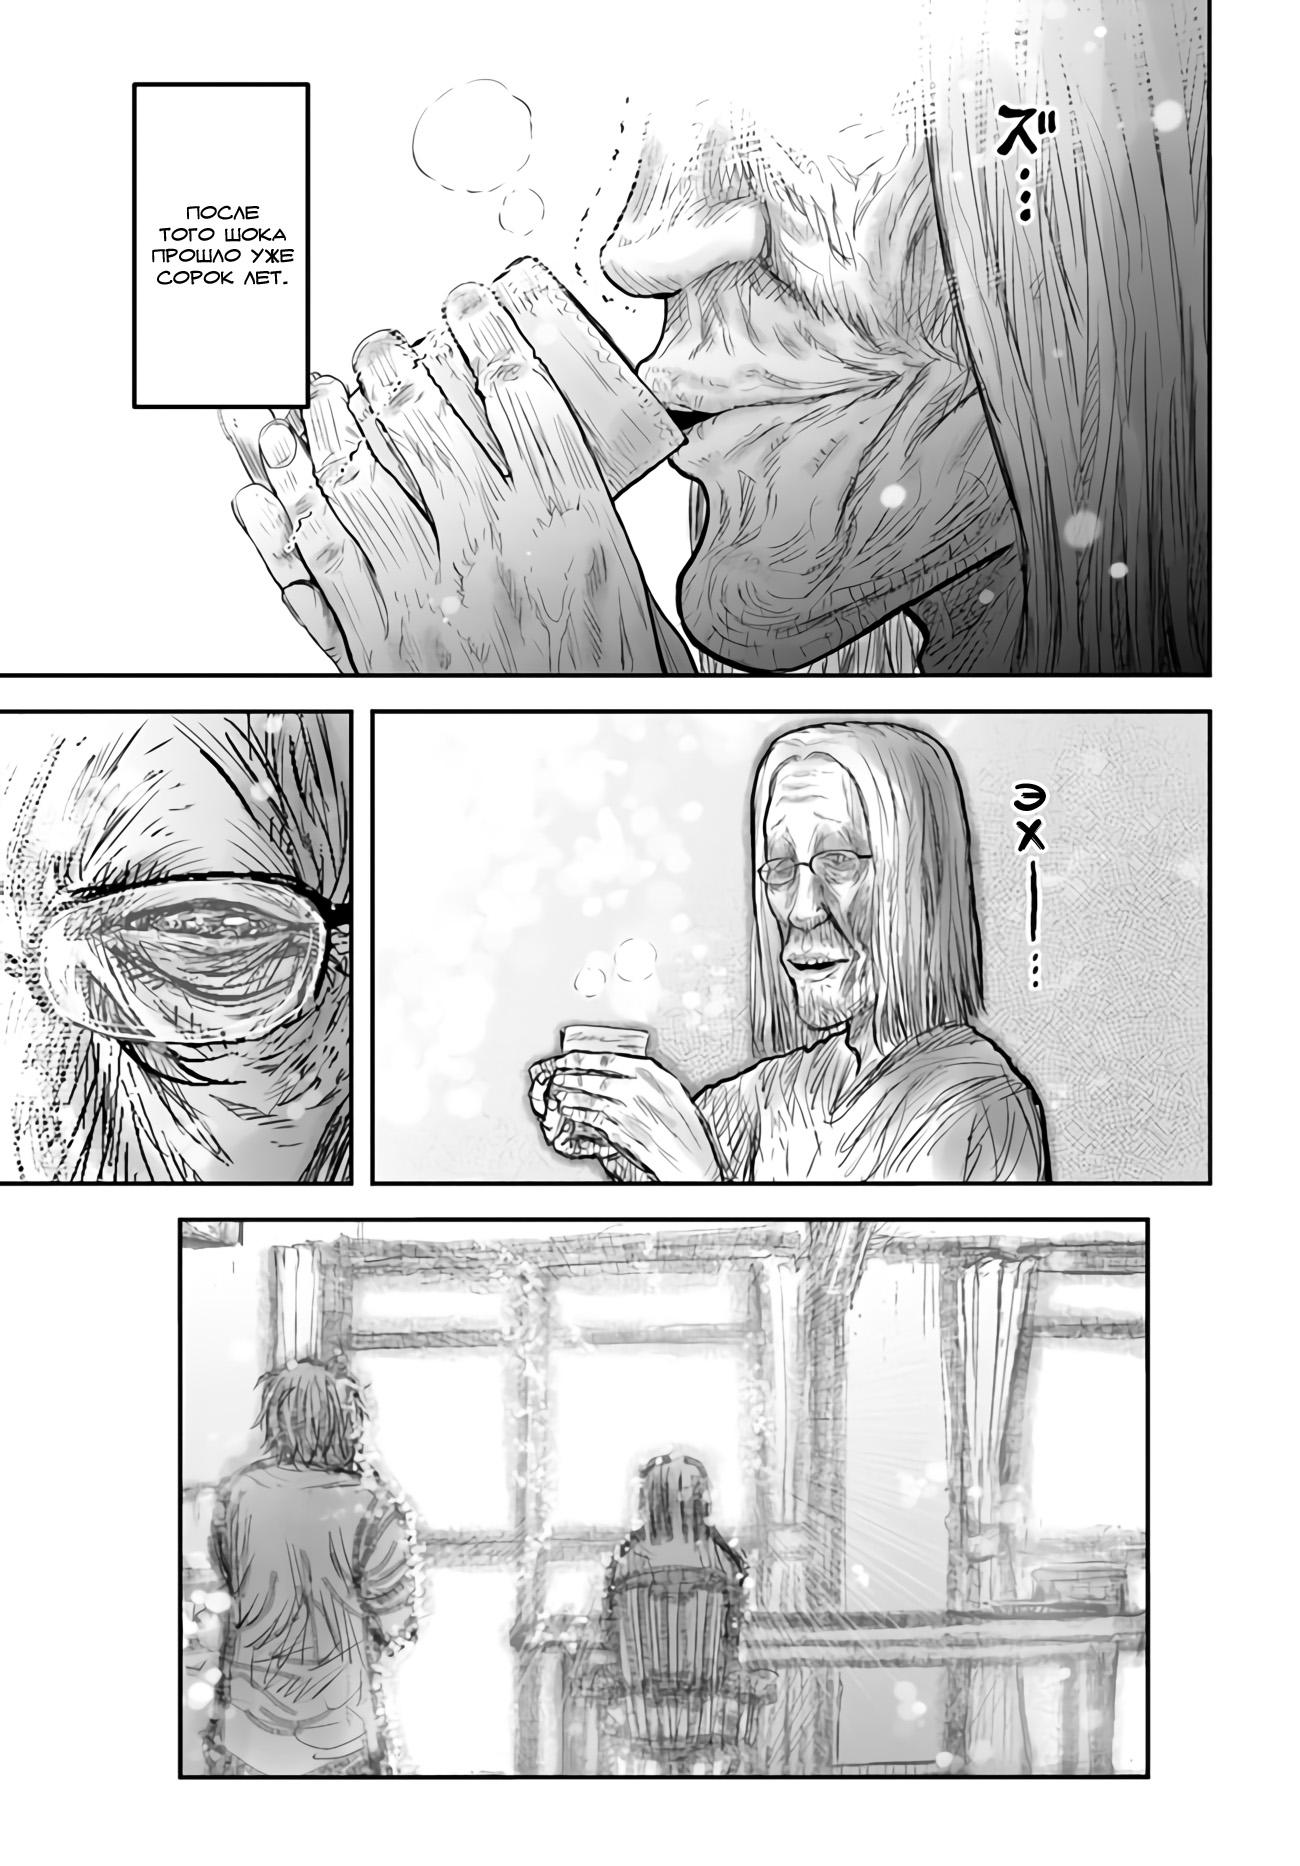 ズ…
ПОСЛЕ
ТОГО ШОКА
ПРОШЛО УЖЕ
СОРОК ЛЕТ.
ЭХ—…